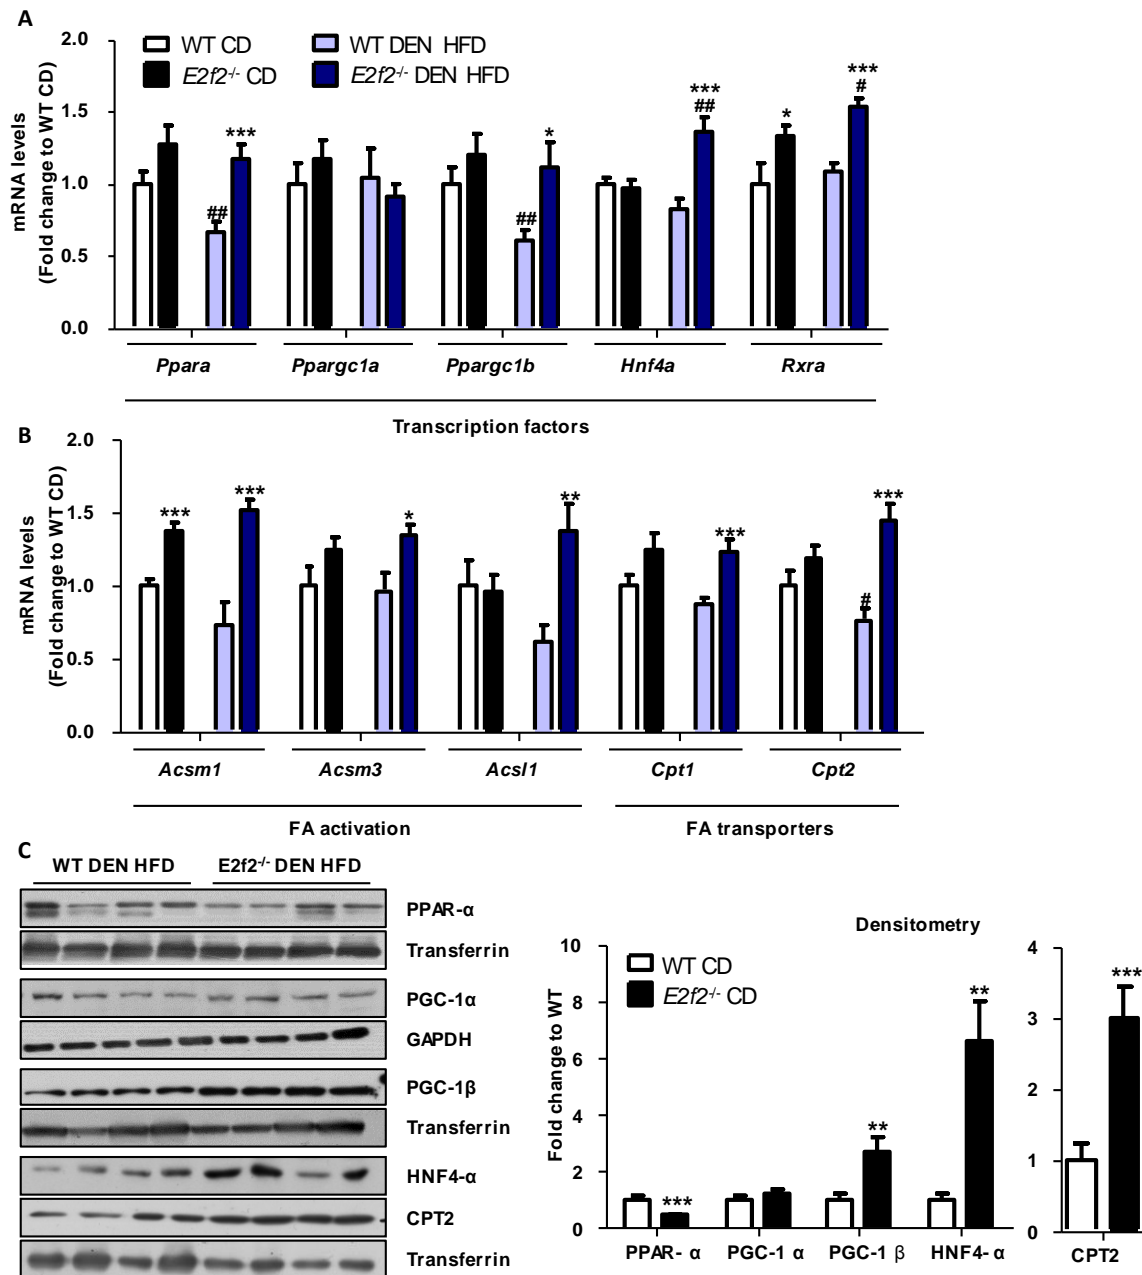 A
mRNA levels
(Fold change to WT CD)
2.0
1.5
1.0
0.5
0.0
WT CD
E2f2-/- CD
WT DEN HFD
E2f2-/- DEN HFD
## *** ## * *** ## * *** #
Ppara Ppargc1a Ppargc1b Hnf4a Rxra
Transcription factors
B
mRNA levels
(Fold change to WT CD)
2.0
1.5
1.0
0.5
0.0
*** *** * ** *** # ***
Acsm1 Acsm3 Acsl1 Cpt1 Cpt2
FA activation FA transporters
C
WT DEN HFD E2f2-/- DEN HFD
PPAR-α
Transferrin
PGC-1α
GAPDH
PGC-1β
Transferrin
HNF4-α
CPT2
Transferrin
Densitometry
Fold change to WT
10
8
6
4
2
0
WT CD
E2f2-/- CD
*** ** **
PPAR- α PGC-1 α PGC-1 β HNF4- α
4
3
2
1
0
***
CPT2